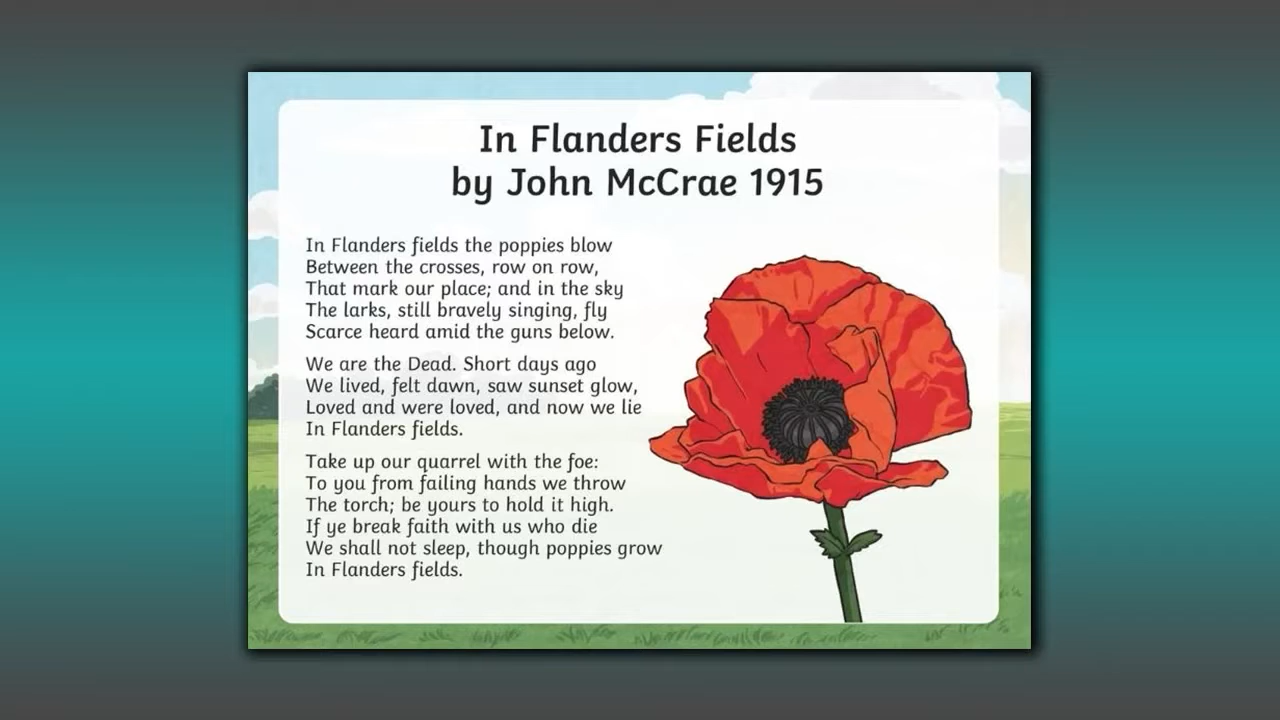 In Flanders Fields
by John McCrae 1915
In Flanders fields the poppies blow
Between the crosses, row on row,
That mark our place; and in the sky
The larks, still bravely singing, fly
Scarce heard amid the guns below.
We are the Dead. Short days ago
We lived, felt dawn, saw sunset glow,
Loved and were loved, and now we lie
In Flanders fields.
Take up our quarrel with the foe:
To you from failing hands we throw
The torch; be yours to hold it high.
If ye break faith with us who die
We shall not sleep, though poppies grow
In Flanders fields.